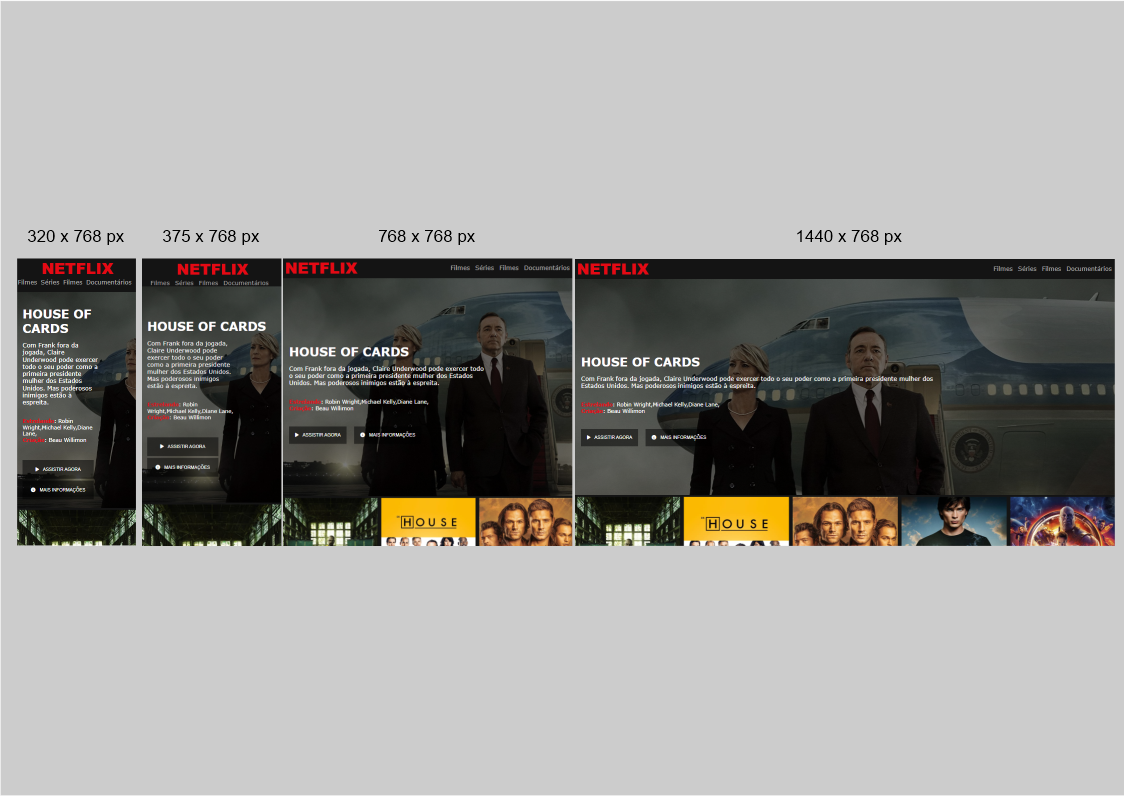 320 x 768 px
NETFLIX
Filmes Séries Filmes Documentários
HOUSE OF
CARDS
Com Frank fora da
jogada, Claire
Underwood pode exercer
todo o seu poder como a
primeira presidente
mulher dos Estados
Unidos. Mas poderosos
inimigos estão à
espreita.
: Robin
Wright,Michael Kelly,Diane
Lane,
: Beau Willimon
ASSISTIR AGORA
MAIS INFORMAÇÕES
375 x 768 px
NETFLIX
Filmes Séries Filmes Documentários
HOUSE OF CARDS
Com Frank fora da jogada,
Claire Underwood pode
exercer todo o seu poder
como a primeira presidente
mulher dos Estados Unidos.
Mas poderosos inimigos
estão à espreita.
: Robin
Wright,Michael Kelly,Diane Lane,
: Beau Willimon
ASSISTIR AGORA
MAIS INFORMAÇÕES
768 x 768 px
NETFLIX
Filmes Séries Filmes Documentários
HOUSE OF CARDS
Com Frank fora da jogada, Claire Underwood pode exercer todo
o seu poder como a primeira presidente mulher dos Estados
Unidos. Mas poderosos inimigos estão à espreita.
: Robin Wright,Michael Kelly,Diane Lane,
: Beau Willimon
ASSISTIR AGORA
MAIS INFORMAÇÕES
HOUSE
1440 x 768 px
NETFLIX
Filmes Séries Filmes Documentários
HOUSE OF CARDS
Com Frank fora da jogada, Claire Underwood pode exercer todo o seu poder como a primeira presidente mulher dos
Estados Unidos. Mas poderosos inimigos estão à espreita.
: Robin Wright,Michael Kelly,Diane Lane,
: Beau Willimon
ASSISTIR AGORA
MAIS INFORMAÇÕES
HOUSE